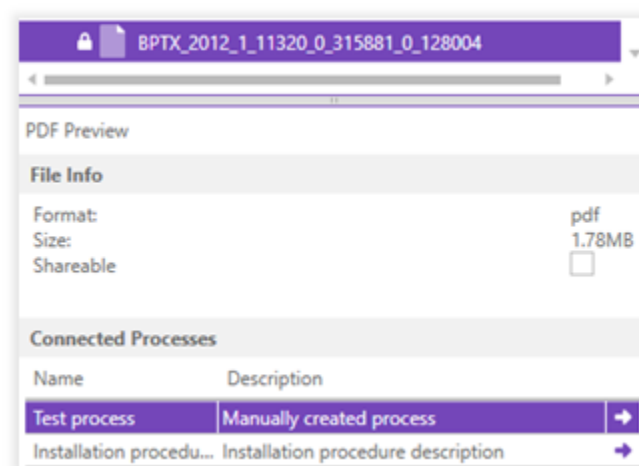 BPTX_2012_1_11320_0_315881_0_128004
PDF Preview
File Info
Format: pdf
Size: 1.78MB
Shareable
Connected Processes
Name Description
Test process Manually created process
Installation procedu... Installation procedure description